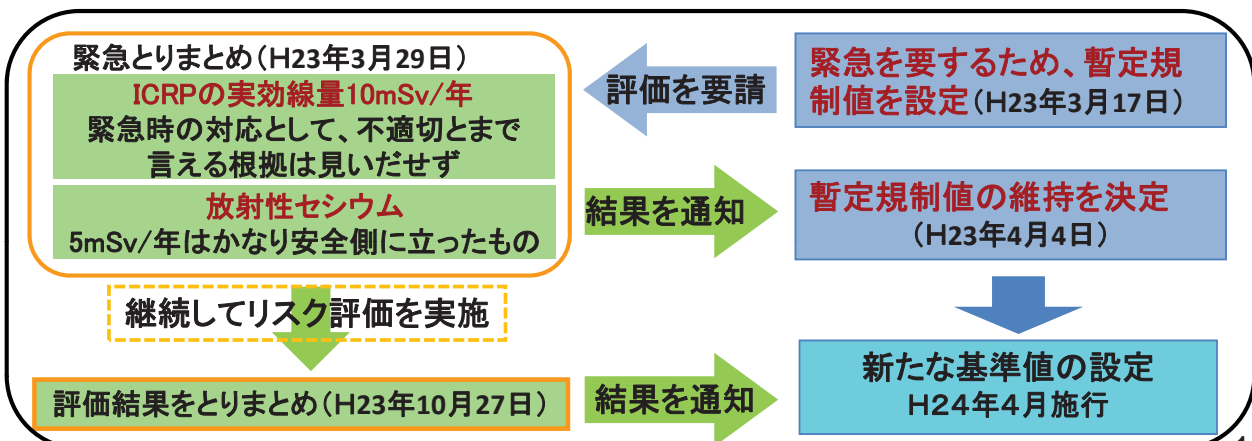 緊急とりまとめ(H23年3月29日)
ICRPの実効線量10mSv/年
緊急時の対応として、不適切とまで
言える根拠は見いだせず
放射性セシウム
5mSv/年はかなり安全側に立ったもの
評価を要請
緊急を要するため、暫定規
制値を設定(H23年3月17日)
結果を通知
暫定規制値の維持を決定
(H23年4月4日)
継続してリスク評価を実施
評価結果をとりまとめ(H23年10月27日)
結果を通知
新たな基準値の設定
H24年4月施行